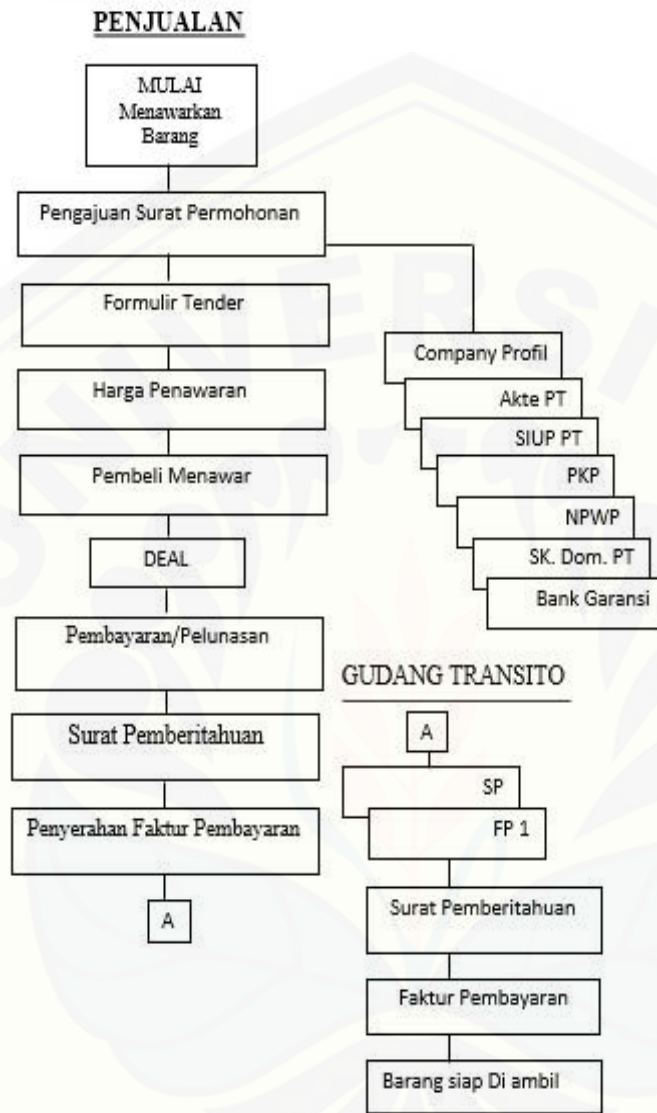 PENJUALAN
MULAI
Menawarkan
Barang
Pengajuan Surat Permohonan
Formulir Tender
Harga Penawaran
Pembeli Menawar
DEAL
Pembayaran/Pelunasan
Surat Pemberitahuan
Penyerahan Faktur Pembayaran
A
Company Profil
Akte PT
SIUP PT
PKP
NPWP
SK. Dom. PT
Bank Garansi
GUDANG TRANSITO
A
SP
FP 1
Surat Pemberitahuan
Faktur Pembayaran
Barang siap Di ambil